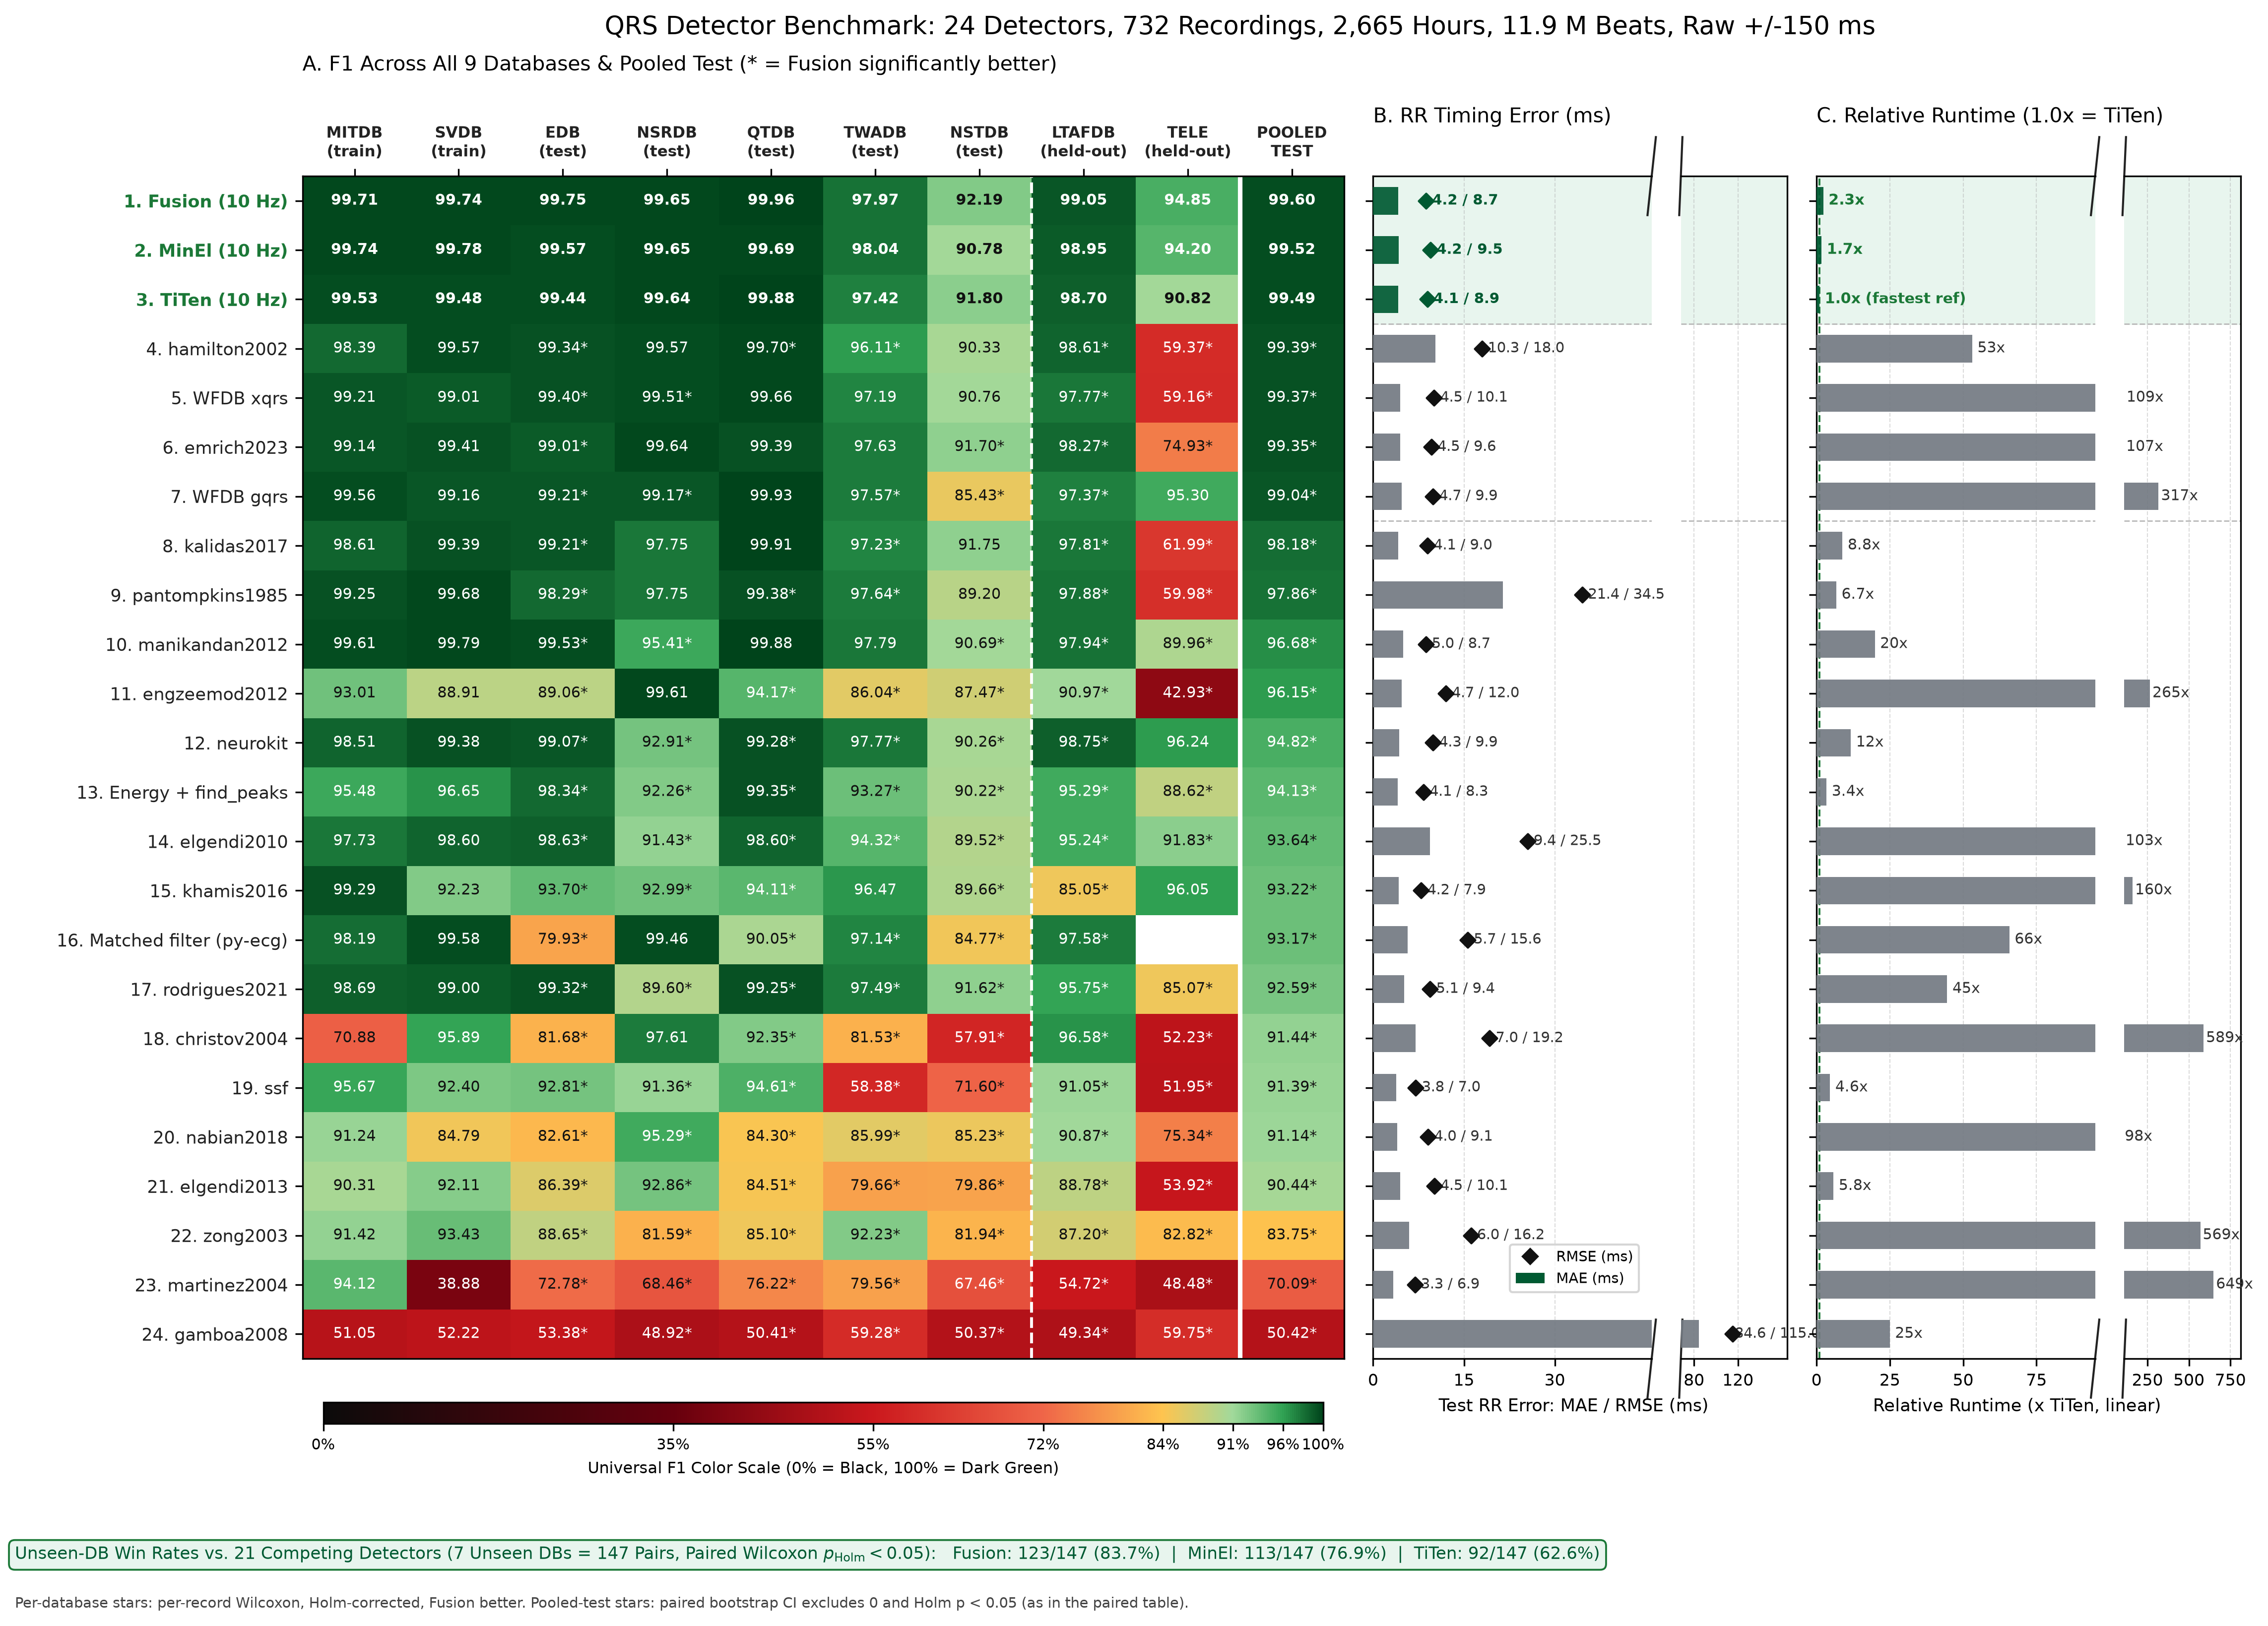 QRS Detector Benchmark: 24 Detectors, 732 Recordings, 2,665 Hours, 11.9 M Beats, Raw +/-150 ms
A. F1 Across All 9 Databases & Pooled Test (* = Fusion significantly better)
B. RR Timing Error (ms)
C. Relative Runtime (1.0x = TiTen)
MITDB SVDB EDB NSRDB QTDB TWADB NSTDB LTAFDB TELE POOLED
(train) (train) (test) (test) (test) (test) (test) (held-out) (held-out) TEST
1. Fusion (10 Hz) 99.71 99.74 99.75 99.65 99.96 97.97 92.19 99.05 94.85 99.60 4.2 / 8.7 2.3x
2. MinEl (10 Hz) 99.74 99.78 99.57 99.65 99.69 98.04 90.78 98.95 94.20 99.52 4.2 / 9.5 1.7x
3. TiTen (10 Hz) 99.53 99.48 99.44 99.64 99.88 97.42 91.80 98.70 90.82 99.49 4.1 / 8.9 1.0x (fastest ref)
4. hamilton2002 98.39 99.57 99.34* 99.57 99.70* 96.11* 90.33 98.61* 59.37* 99.39* 10.3 / 18.0 53x
5. WFDB xqrs 99.21 99.01 99.40* 99.51* 99.66 97.19 90.76 97.77* 59.16* 99.37* 4.5 / 10.1 109x
6. emrich2023 99.14 99.41 99.01* 99.64 99.39 97.63 91.70* 98.27* 74.93* 99.35* 4.5 / 9.6 107x
7. WFDB gqrs 99.56 99.16 99.21* 99.17* 99.93 97.57* 85.43* 97.37* 95.30 99.04* 4.7 / 9.9 317x
8. kalidas2017 98.61 99.39 99.21* 97.75 99.91 97.23* 91.75 97.81* 61.99* 98.18* 4.1 / 9.0 8.8x
9. pantompkins1985 99.25 99.68 98.29* 97.75 99.38* 97.64* 89.20 97.88* 59.98* 97.86* 21.4 / 34.5 6.7x
10. manikandan2012 99.61 99.79 99.53* 95.41* 99.88 97.79 90.69* 97.94* 89.96* 96.68* 5.0 / 8.7 20x
11. engzeemod2012 93.01 88.91 89.06* 99.61 94.17* 86.04* 87.47* 90.97* 42.93* 96.15* 4.7 / 12.0 265x
12. neurokit 98.51 99.38 99.07* 92.91* 99.28* 97.77* 90.26* 98.75* 96.24 94.82* 4.3 / 9.9 12x
13. Energy + find_peaks 95.48 96.65 98.34* 92.26* 99.35* 93.27* 90.22* 95.29* 88.62* 94.13* 4.1 / 8.3 3.4x
14. elgendi2010 97.73 98.60 98.63* 91.43* 98.60* 94.32* 89.52* 95.24* 91.83* 93.64* 9.4 / 25.5 103x
15. khamis2016 99.29 92.23 93.70* 92.99* 94.11* 96.47 89.66* 85.05* 96.05 93.22* 4.2 / 7.9 160x
16. Matched filter (py-ecg) 98.19 99.58 79.93* 99.46 90.05* 97.14* 84.77* 97.58* 93.17* 5.7 / 15.6 66x
17. rodrigues2021 98.69 99.00 99.32* 89.60* 99.25* 97.49* 91.62* 95.75* 85.07* 92.59* 5.1 / 9.4 45x
18. christov2004 70.88 95.89 81.68* 97.61 92.35* 81.53* 57.91* 96.58* 52.23* 91.44* 7.0 / 19.2 589x
19. ssf 95.67 92.40 92.81* 91.36* 94.61* 58.38* 71.60* 91.05* 51.95* 91.39* 3.8 / 7.0 4.6x
20. nabian2018 91.24 84.79 82.61* 95.29* 84.30* 85.99* 85.23* 90.87* 75.34* 91.14* 4.0 / 9.1 98x
21. elgendi2013 90.31 92.11 86.39* 92.86* 84.51* 79.66* 79.86* 88.78* 53.92* 90.44* 4.5 / 10.1 5.8x
22. zong2003 91.42 93.43 88.65* 81.59* 85.10* 92.23* 81.94* 87.20* 82.82* 83.75* 6.0 / 16.2 569x
23. martinez2004 94.12 38.88 72.78* 68.46* 76.22* 79.56* 67.46* 54.72* 48.48* 70.09* 3.3 / 6.9 649x
24. gamboa2008 51.05 52.22 53.38* 48.92* 50.41* 59.28* 50.37* 49.34* 59.75* 50.42* 84.6 / 115.0 25x
RMSE (ms)
MAE (ms)
0 15 30 80 120
Test RR Error: MAE / RMSE (ms)
0 25 50 75 250 500 750
Relative Runtime (x TiTen, linear)
0% 35% 55% 72% 84% 91% 96% 100%
Universal F1 Color Scale (0% = Black, 100% = Dark Green)
Unseen-DB Win Rates vs. 21 Competing Detectors (7 Unseen DBs = 147 Pairs, Paired Wilcoxon pHolm < 0.05): Fusion: 123/147 (83.7%) | MinEl: 113/147 (76.9%) | TiTen: 92/147 (62.6%)
Per-database stars: per-record Wilcoxon, Holm-corrected, Fusion better. Pooled-test stars: paired bootstrap CI excludes 0 and Holm p < 0.05 (as in the paired table).